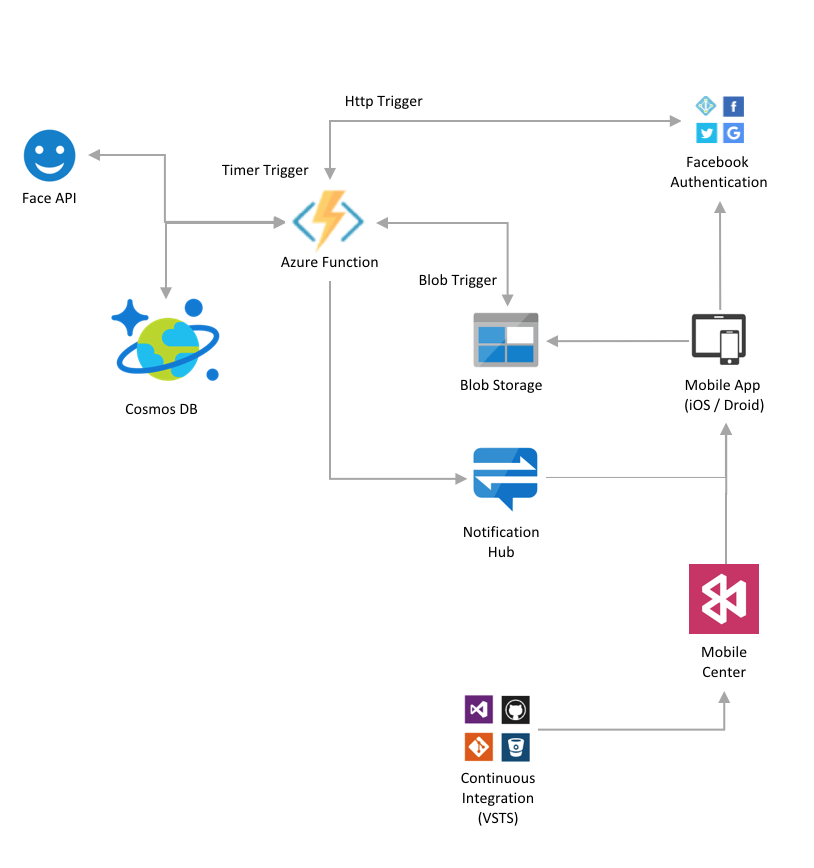 Http Trigger
Timer Trigger
Facebook
Authentication
Face API
Azure Function
Blob Trigger
Blob Storage
Mobile App
(iOS / Droid)
Cosmos DB
Notification
Hub
Mobile
Center
Continuous
Integration
(VSTS)